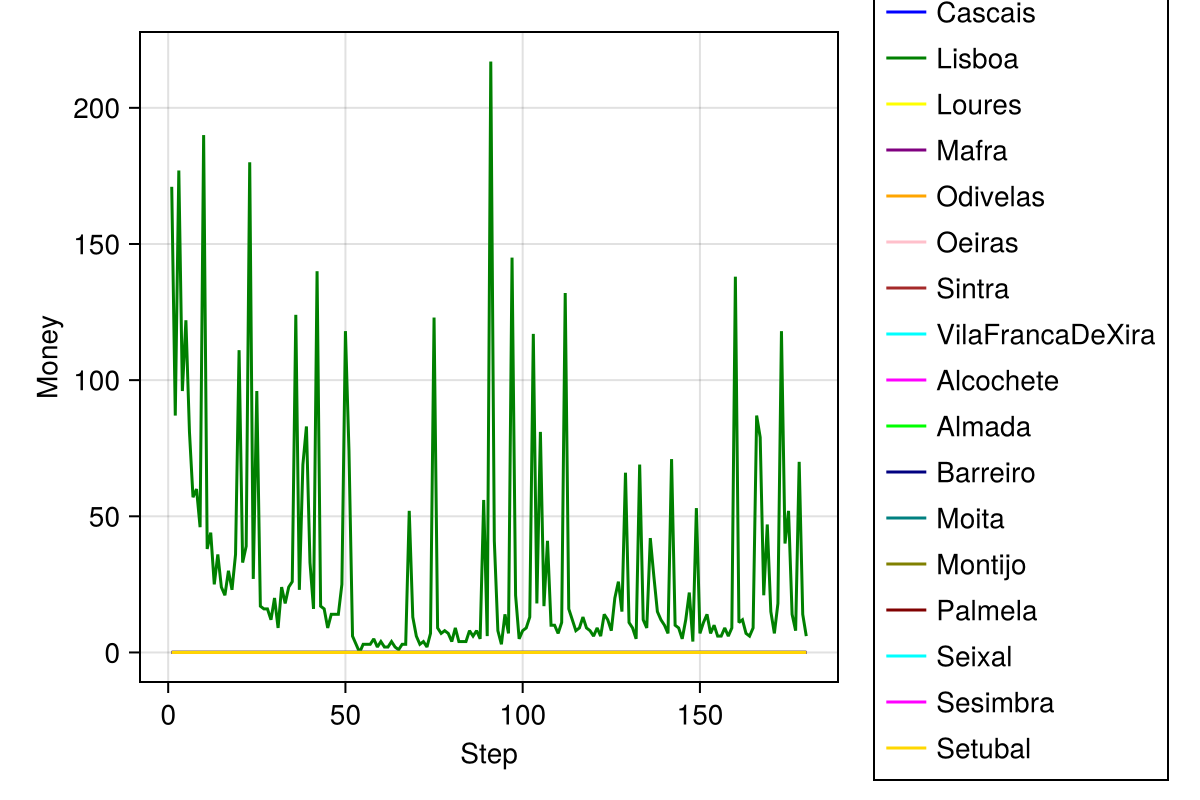 Money
200
150
100
50
0
0 50 100 150
Step
Cascais
Lisboa
Loures
Mafra
Odivelas
Oeiras
Sintra
VilaFrancaDeXira
Alcochete
Almada
Barreiro
Moita
Montijo
Palmela
Seixal
Sesimbra
Setubal